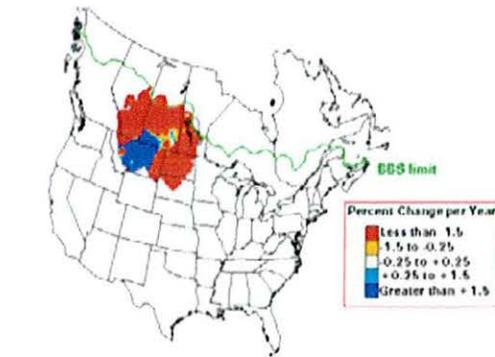 BBS limit
Percent Change per Year
Less than 1.5
-1.5 to -0.25
-0.25 to +0.25
+0.25 to +1.5
Greater than +1.5